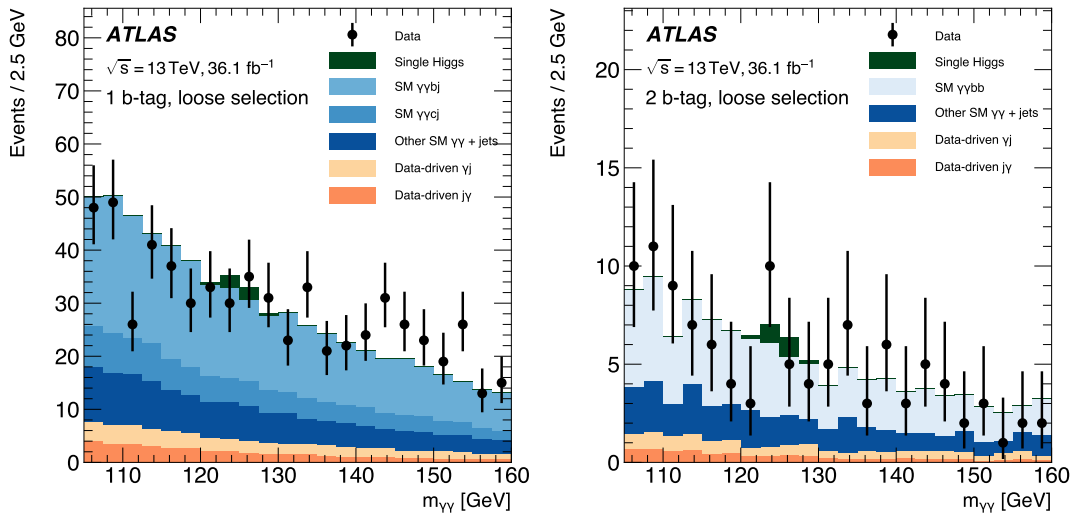 Events / 2.5 GeV
80
70
60
50
40
30
20
10
0
ATLAS
√s = 13 TeV, 36.1 fb⁻¹
1 b-tag, loose selection
Data
Single Higgs
SM γγbj
SM γγcj
Other SM γγ + jets
Data-driven γj
Data-driven jγ
110 120 130 140 150 160
mγγ [GeV]
Events / 2.5 GeV
20
15
10
5
0
ATLAS
√s = 13 TeV, 36.1 fb⁻¹
2 b-tag, loose selection
Data
Single Higgs
SM γγbb
Other SM γγ + jets
Data-driven γj
Data-driven jγ
110 120 130 140 150 160
mγγ [GeV]